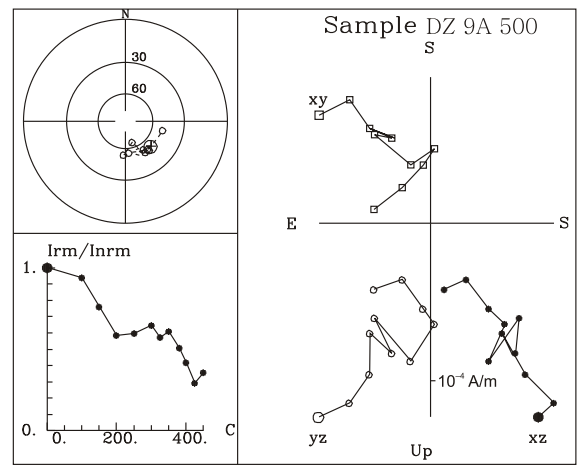 N
30
60
Sample DZ 9A 500
S
xy
E
S
Irm/Inrm
1.
0.
0. 200. 400. C
10⁻⁴ A/m
yz
xz
Up